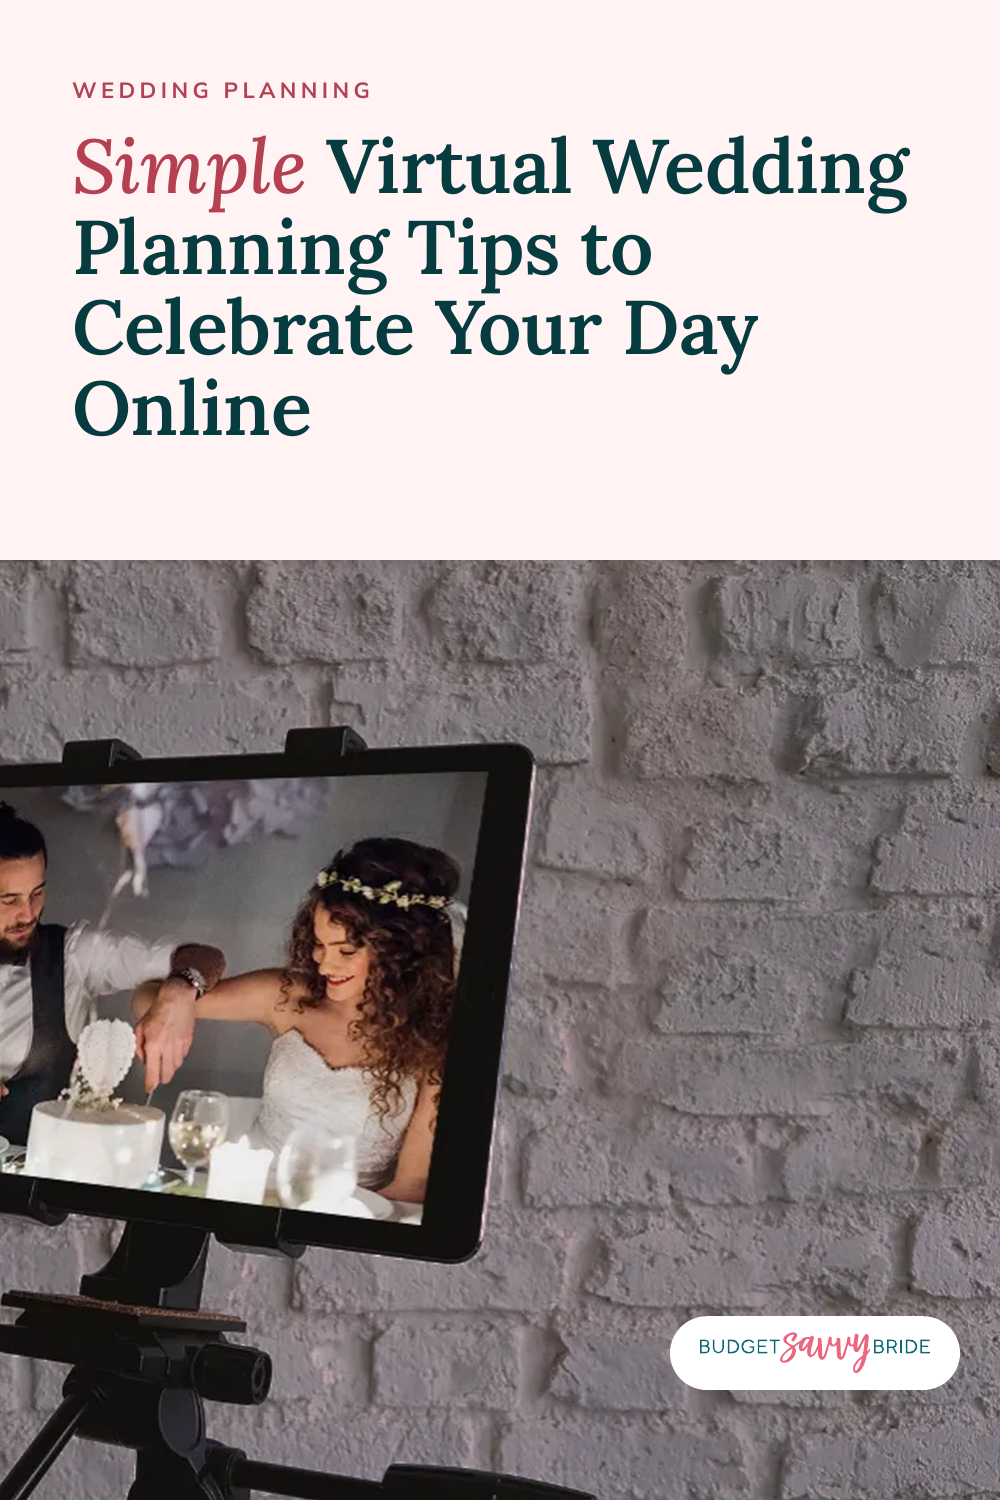 WEDDING PLANNING
Simple Virtual Wedding
Planning Tips to
Celebrate Your Day
Online
BUDGET savvy BRIDE